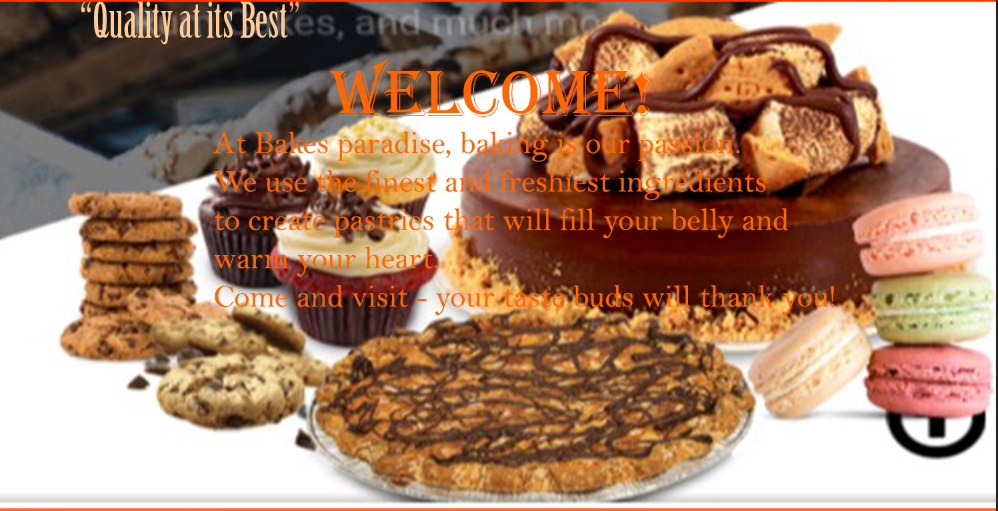 “Quality at its Best”
es, and much mo
WELCOME!
At Bakes paradise, baking is our passion.
We use the finest and freshiest ingredients
to create pastries that will fill your belly and
warm your heart.
Come and visit - your taste buds will thank you!